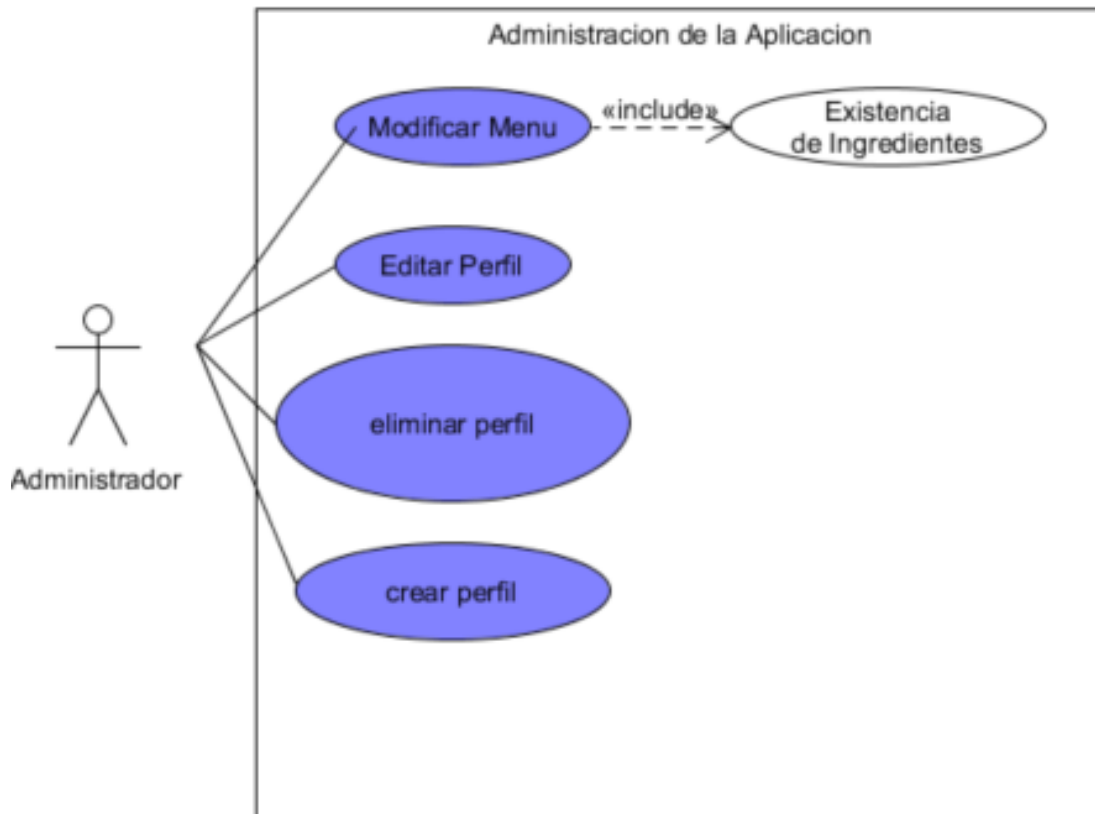 Administracion de la Aplicacion
Modificar Menu
«include»
Existencia
de Ingredientes
Editar Perfil
eliminar perfil
Administrador
crear perfil